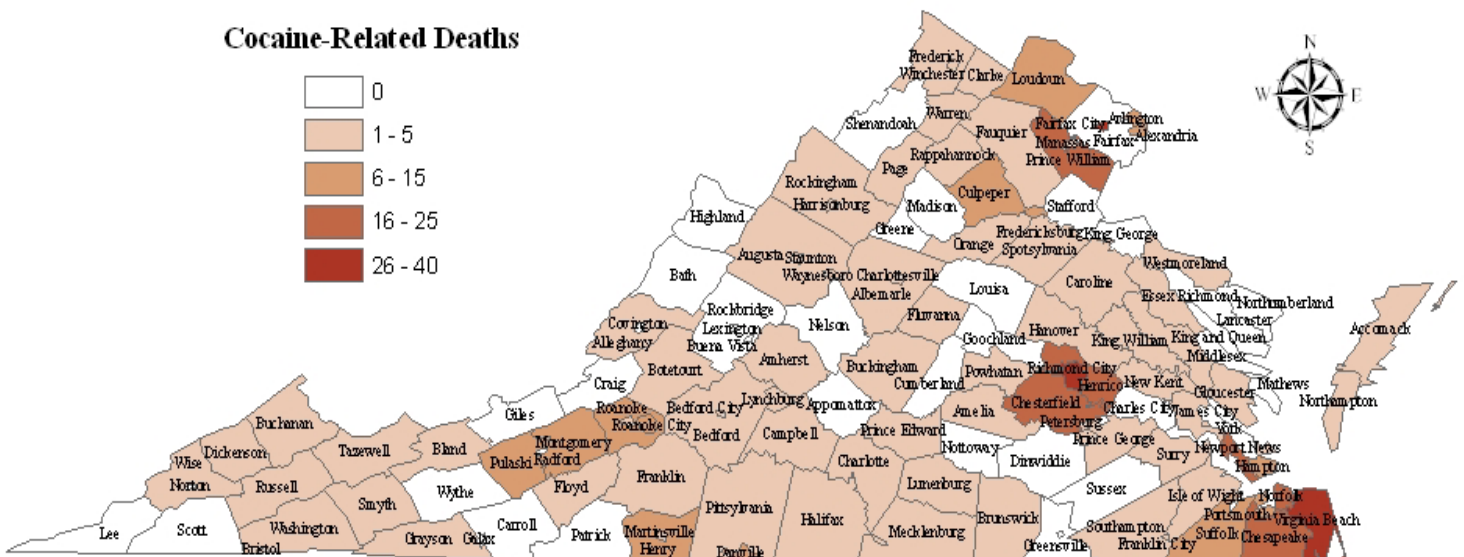 Cocaine-Related Deaths
0
1 - 5
6 - 15
16 - 25
26 - 40
N
W
E
S
Frederick
Winchester
Clarke
Loudoun
Shenandoah
Warren
Fauquier
Fairfax City
Arlington
Manassas
Fairfax
Alexandria
Rappahannock
Prince William
Page
Rockingham
Culpeper
Harrisonburg
Madison
Stafford
Highland
Greene
Fredericksburg
King George
Orange
Spotsylvania
Augusta
Staunton
Westmoreland
Bath
Waynesboro
Charlottesville
Caroline
Albemarle
Louisa
Essex
Richmond
Northumberland
Rockbridge
Fluvanna
Lancaster
Covington
Lexington
Nelson
Hanover
Accomack
Alleghany
Buena Vista
Goochland
King William
King and Queen
Middlesex
Amherst
Buckingham
Botetourt
Powhatan
Richmond City
Craig
Cumberland
Henrico
New Kent
Mathews
Gloucester
Northampton
Lynchburg
Appomattox
Chesterfield
Charles City
James City
Giles
Roanoke
Bedford City
Amelia
Buchanan
Roanoke City
Petersburg
York
Bedford
Campbell
Prince Edward
Prince George
Montgomery
Nottoway
Newport News
Tazewell
Bland
Dickenson
Pulaski
Radford
Charlotte
Dinwiddie
Surry
Hampton
Wise
Norton
Russell
Wythe
Floyd
Franklin
Lunenburg
Sussex
Isle of Wight
Norfolk
Smyth
Pittsylvania
Halifax
Brunswick
Portsmouth
Virginia Beach
Lee
Scott
Washington
Carroll
Patrick
Martinsville
Mecklenburg
Southampton
Suffolk
Chesapeake
Grayson
Galax
Greensville
Franklin City
Bristol
Henry
Danville